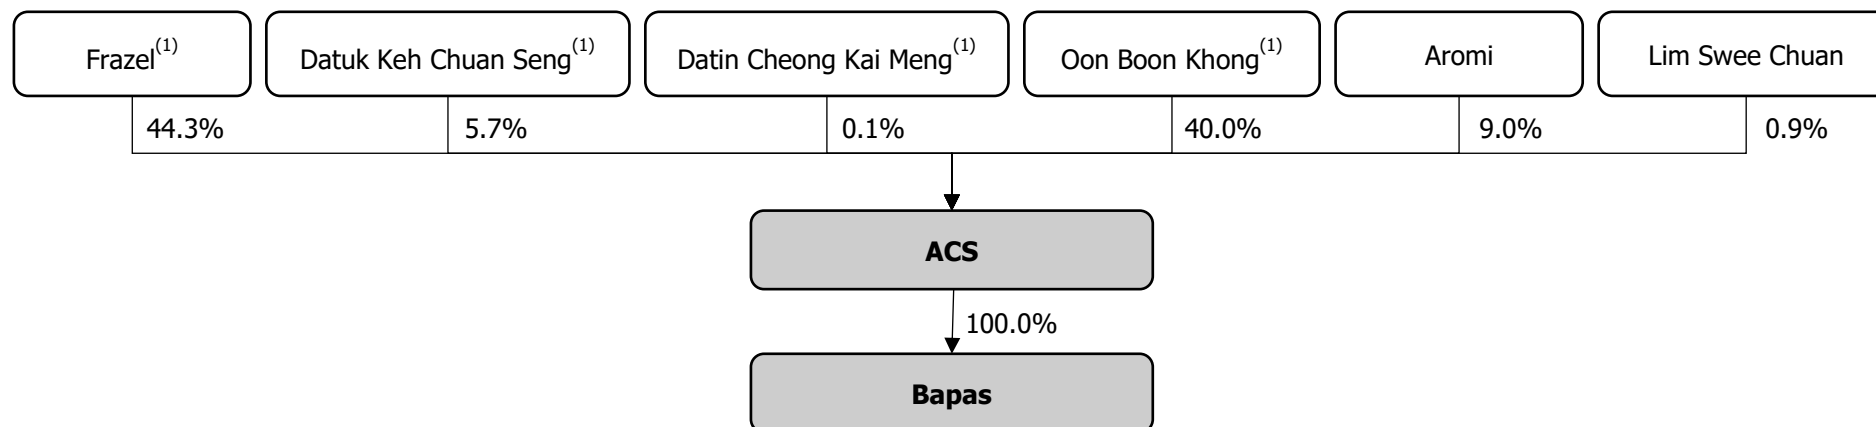 Frazel(1)
Datuk Keh Chuan Seng(1)
Datin Cheong Kai Meng(1)
Oon Boon Khong(1)
Aromi
Lim Swee Chuan
44.3%
5.7%
0.1%
40.0%
9.0%
0.9%
ACS
100.0%
Bapas